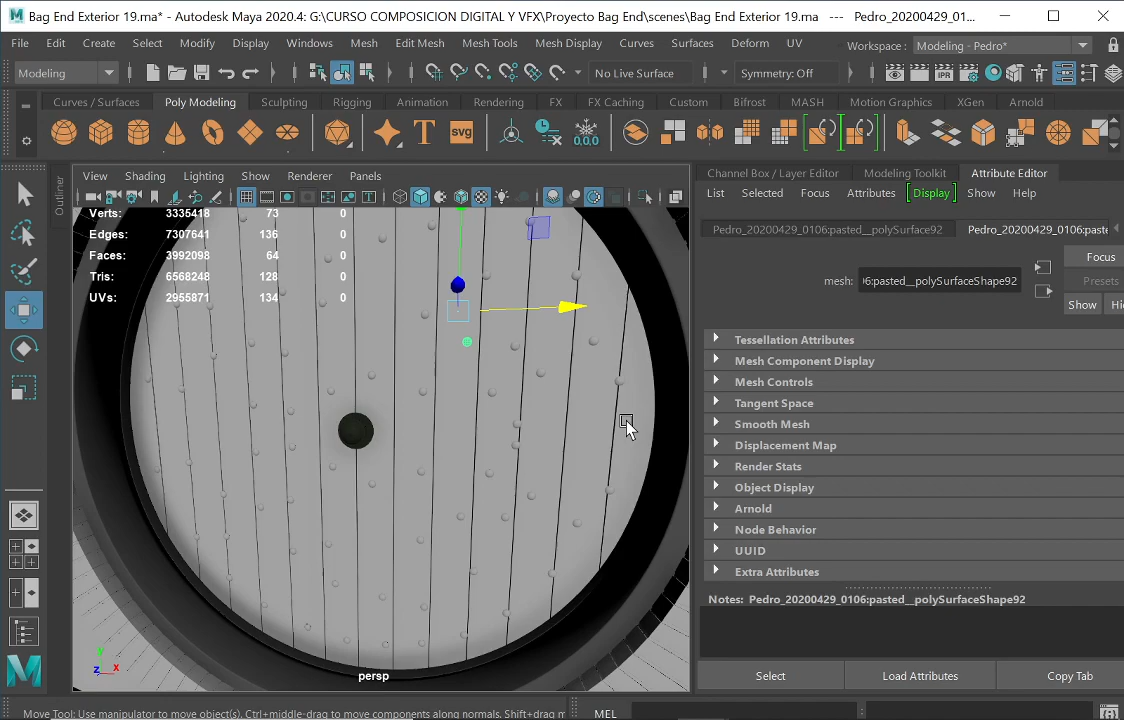 Bag End Exterior 19.ma* - Autodesk Maya 2020.4: G:\CURSO COMPOSICION DIGITAL Y VFX\Proyecto Bag End\scenes\Bag End Exterior 19.ma --- Pedro_20200429_01...
File Edit Create Select Modify Display Windows Mesh Edit Mesh Mesh Tools Mesh Display Curves Surfaces Deform UV Workspace : Modeling - Pedro*
Modeling No Live Surface Symmetry: Off IPR
Curves / Surfaces Poly Modeling Sculpting Rigging Animation Rendering FX FX Caching Custom Bifrost MASH Motion Graphics XGen Arnold
T SVG 0,0,0
Outliner
View Shading Lighting Show Renderer Panels
Verts: 3335418 73 0
Edges: 7307641 136 0
Faces: 3992098 64 0
Tris: 6568248 128 0
UVs: 2955871 134 0
y
z x
persp
Channel Box / Layer Editor Modeling Toolkit Attribute Editor
List Selected Focus Attributes Display Show Help
Pedro_20200429_0106:pasted__polySurface92 Pedro_20200429_0106:paste
Focus
mesh: 6:pasted__polySurfaceShape92 Presets
Show Hi
Tessellation Attributes
Mesh Component Display
Mesh Controls
Tangent Space
Smooth Mesh
Displacement Map
Render Stats
Object Display
Arnold
Node Behavior
UUID
Extra Attributes
Notes: Pedro_20200429_0106:pasted__polySurfaceShape92
Select Load Attributes Copy Tab
Move Tool: Use manipulator to move object(s). Ctrl+middle-drag to move components along normals. Shift+drag m MEL